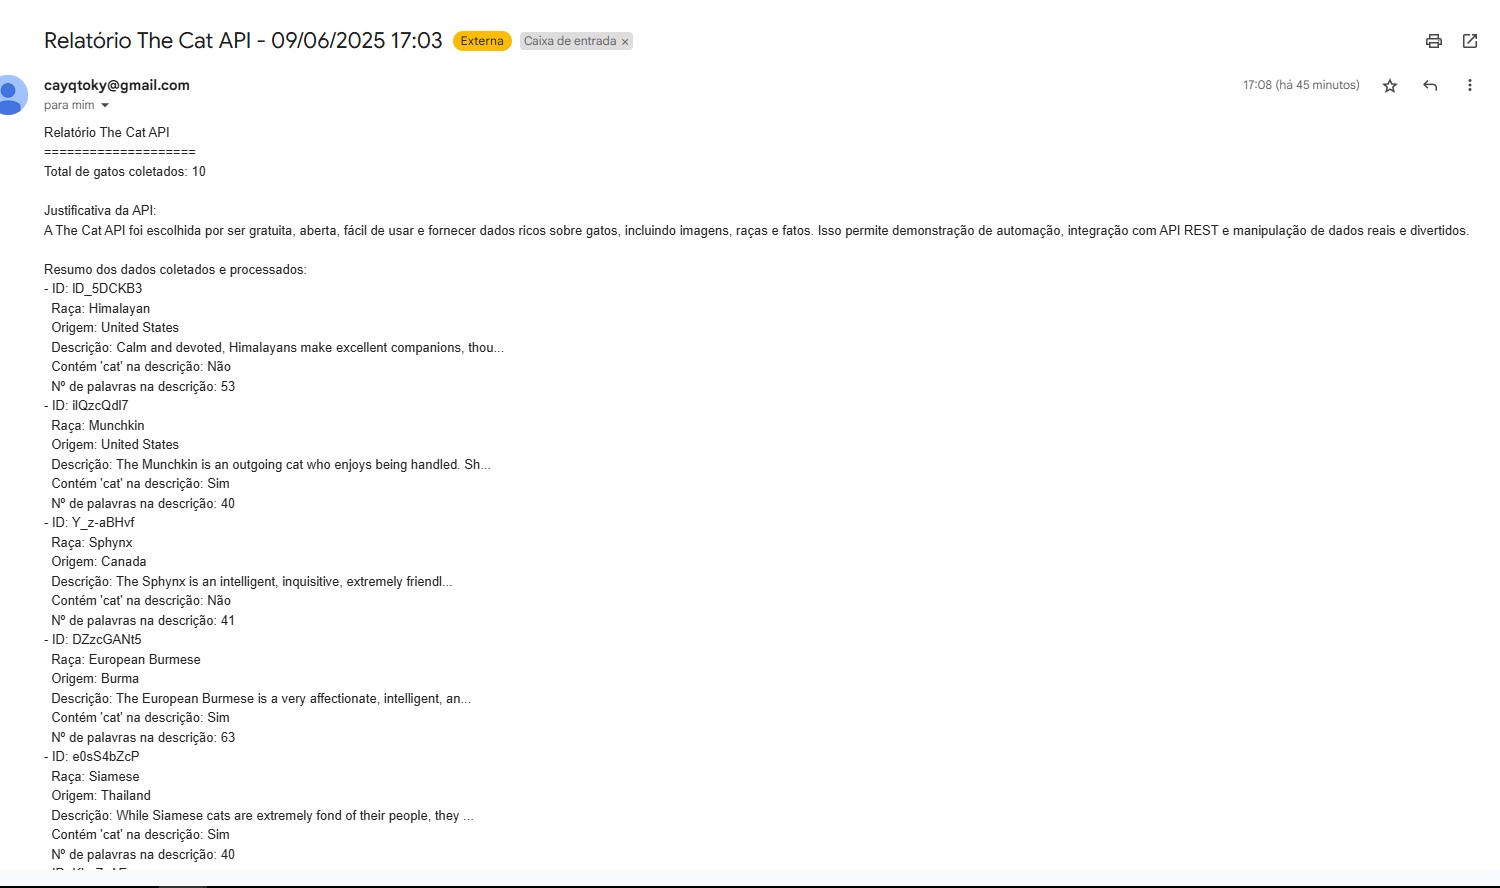 Relatório The Cat API - 09/06/2025 17:03 Externa Caixa de entrada ×
cayqtoky@gmail.com 17:08 (há 45 minutos)
para mim
Relatório The Cat API
====================
Total de gatos coletados: 10
Justificativa da API:
A The Cat API foi escolhida por ser gratuita, aberta, fácil de usar e fornecer dados ricos sobre gatos, incluindo imagens, raças e fatos. Isso permite demonstração de automação, integração com API REST e manipulação de dados reais e divertidos.
Resumo dos dados coletados e processados:
- ID: ID_5DCKB3
Raça: Himalayan
Origem: United States
Descrição: Calm and devoted, Himalayans make excellent companions, thou...
Contém 'cat' na descrição: Não
Nº de palavras na descrição: 53
- ID: ilQzcQdl7
Raça: Munchkin
Origem: United States
Descrição: The Munchkin is an outgoing cat who enjoys being handled. Sh...
Contém 'cat' na descrição: Sim
Nº de palavras na descrição: 40
- ID: Y_z-aBHvf
Raça: Sphynx
Origem: Canada
Descrição: The Sphynx is an intelligent, inquisitive, extremely friendl...
Contém 'cat' na descrição: Não
Nº de palavras na descrição: 41
- ID: DZzcGANt5
Raça: European Burmese
Origem: Burma
Descrição: The European Burmese is a very affectionate, intelligent, an...
Contém 'cat' na descrição: Sim
Nº de palavras na descrição: 63
- ID: e0sS4bZcP
Raça: Siamese
Origem: Thailand
Descrição: While Siamese cats are extremely fond of their people, they ...
Contém 'cat' na descrição: Sim
Nº de palavras na descrição: 40